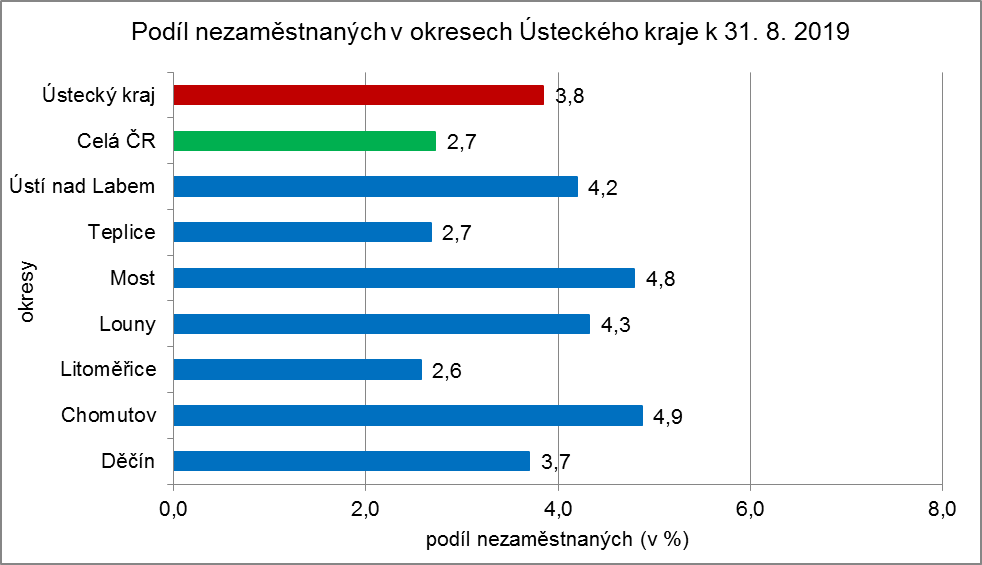 Podíl nezaměstnaných v okresech Ústeckého kraje k 31. 8. 2019
okresy
Ústecký kraj 3,8
Celá ČR 2,7
Ústí nad Labem 4,2
Teplice 2,7
Most 4,8
Louny 4,3
Litoměřice 2,6
Chomutov 4,9
Děčín 3,7
0,0 2,0 4,0 6,0 8,0
podíl nezaměstnaných (v %)